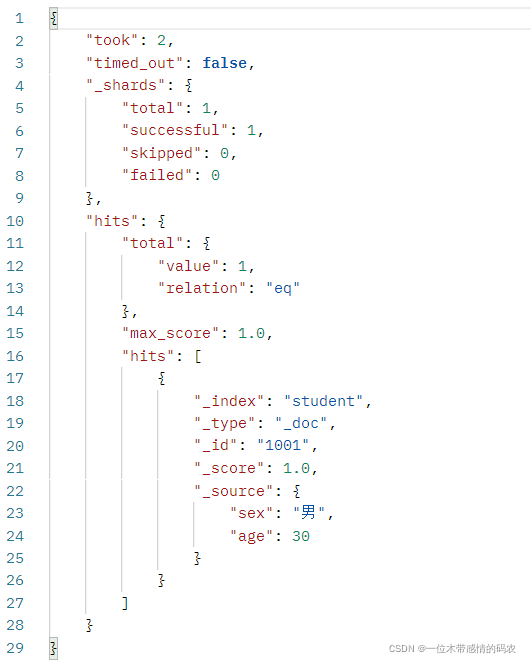 1 {
2 "took": 2,
3 "timed_out": false,
4 "_shards": {
5 "total": 1,
6 "successful": 1,
7 "skipped": 0,
8 "failed": 0
9 },
10 "hits": {
11 "total": {
12 "value": 1,
13 "relation": "eq"
14 },
15 "max_score": 1.0,
16 "hits": [
17 {
18 "_index": "student",
19 "_type": "_doc",
20 "_id": "1001",
21 "_score": 1.0,
22 "_source": {
23 "sex": "男",
24 "age": 30
25 }
26 }
27 ]
28 }
29 }
CSDN @一位木带感情的码农